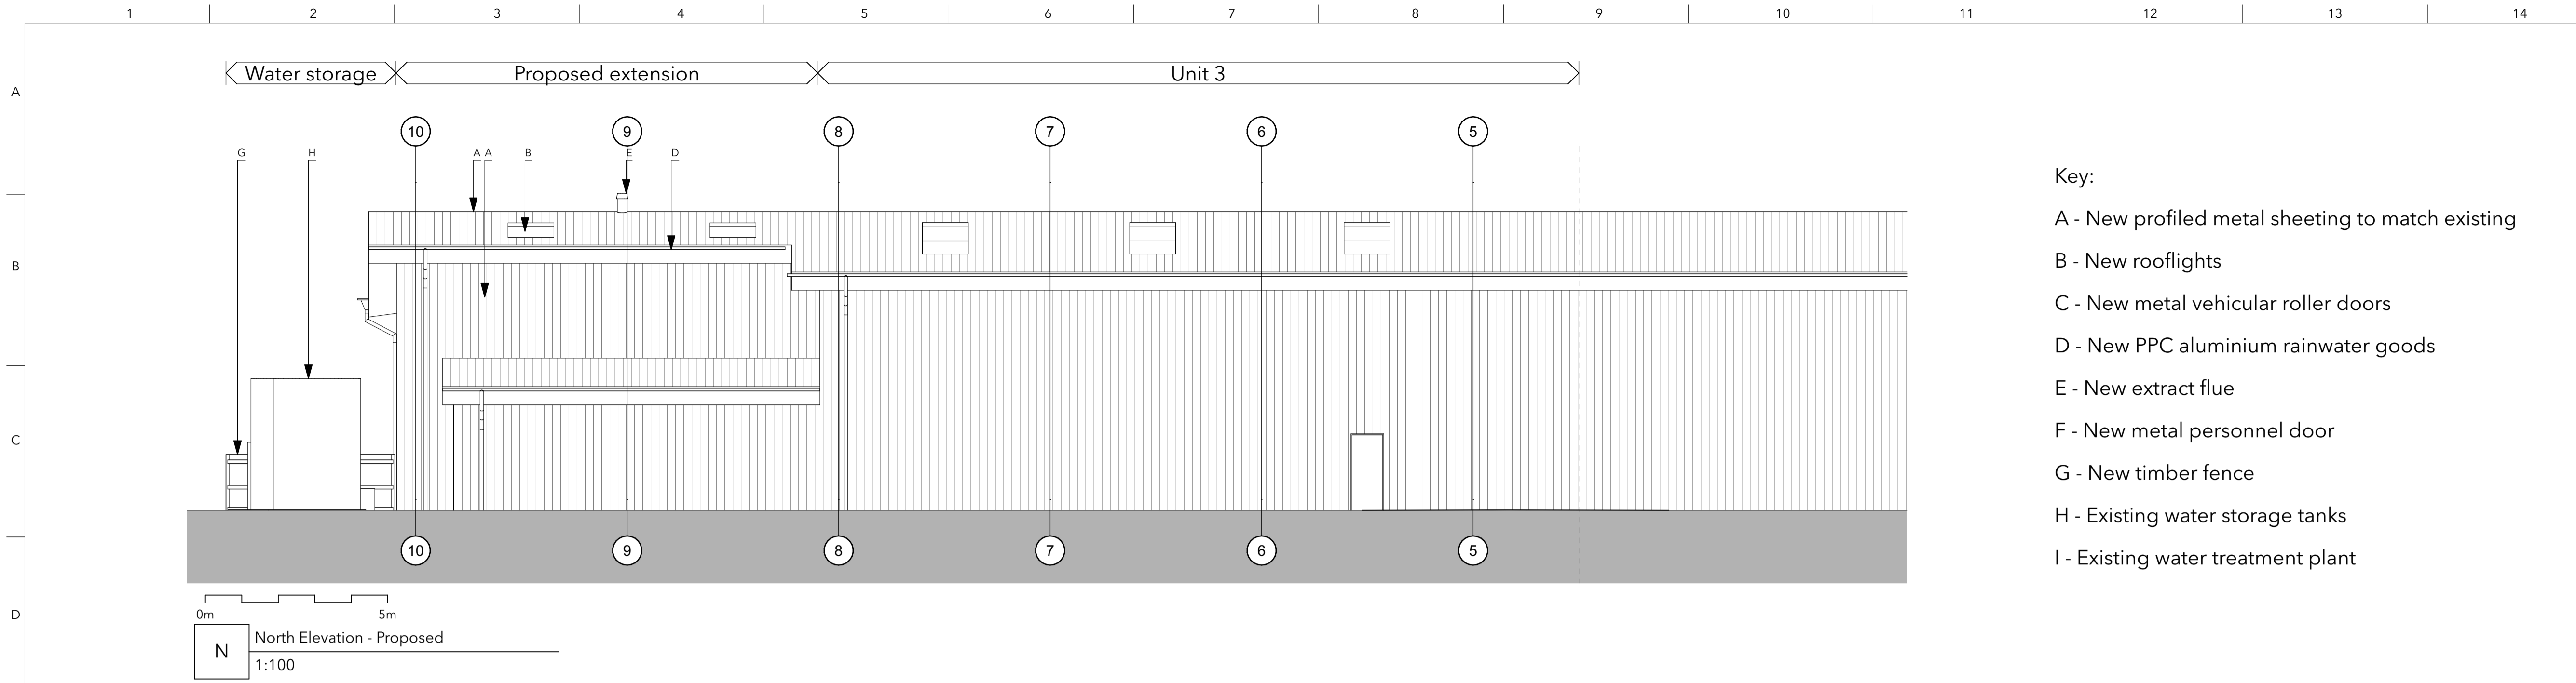 1 2 3 4 5 6 7 8 9 10 11 12 13 14
A
B
C
D
Water storage Proposed extension Unit 3
10 9 8 7 6 5
G H A A B E D
10 9 8 7 6 5
0m 5m
N
North Elevation - Proposed
1:100
Key:
A - New profiled metal sheeting to match existing
B - New rooflights
C - New metal vehicular roller doors
D - New PPC aluminium rainwater goods
E - New extract flue
F - New metal personnel door
G - New timber fence
H - Existing water storage tanks
I - Existing water treatment plant